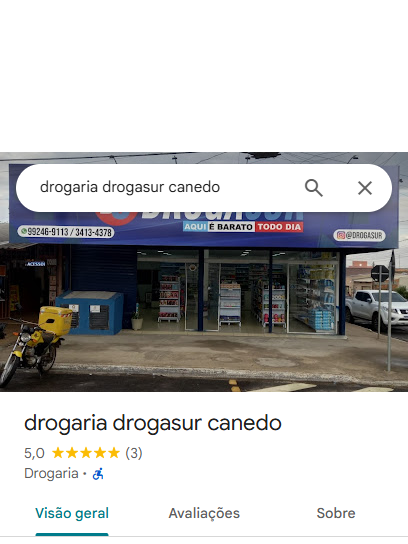 drogaria drogasur canedo
DROGASUR
AQUI É BARATO TODO DIA
99246-9113 / 3413-4378
@DROGASUR
drogaria drogasur canedo
5,0 ★★★★★ (3)
Drogaria ·
Visão geral Avaliações Sobre